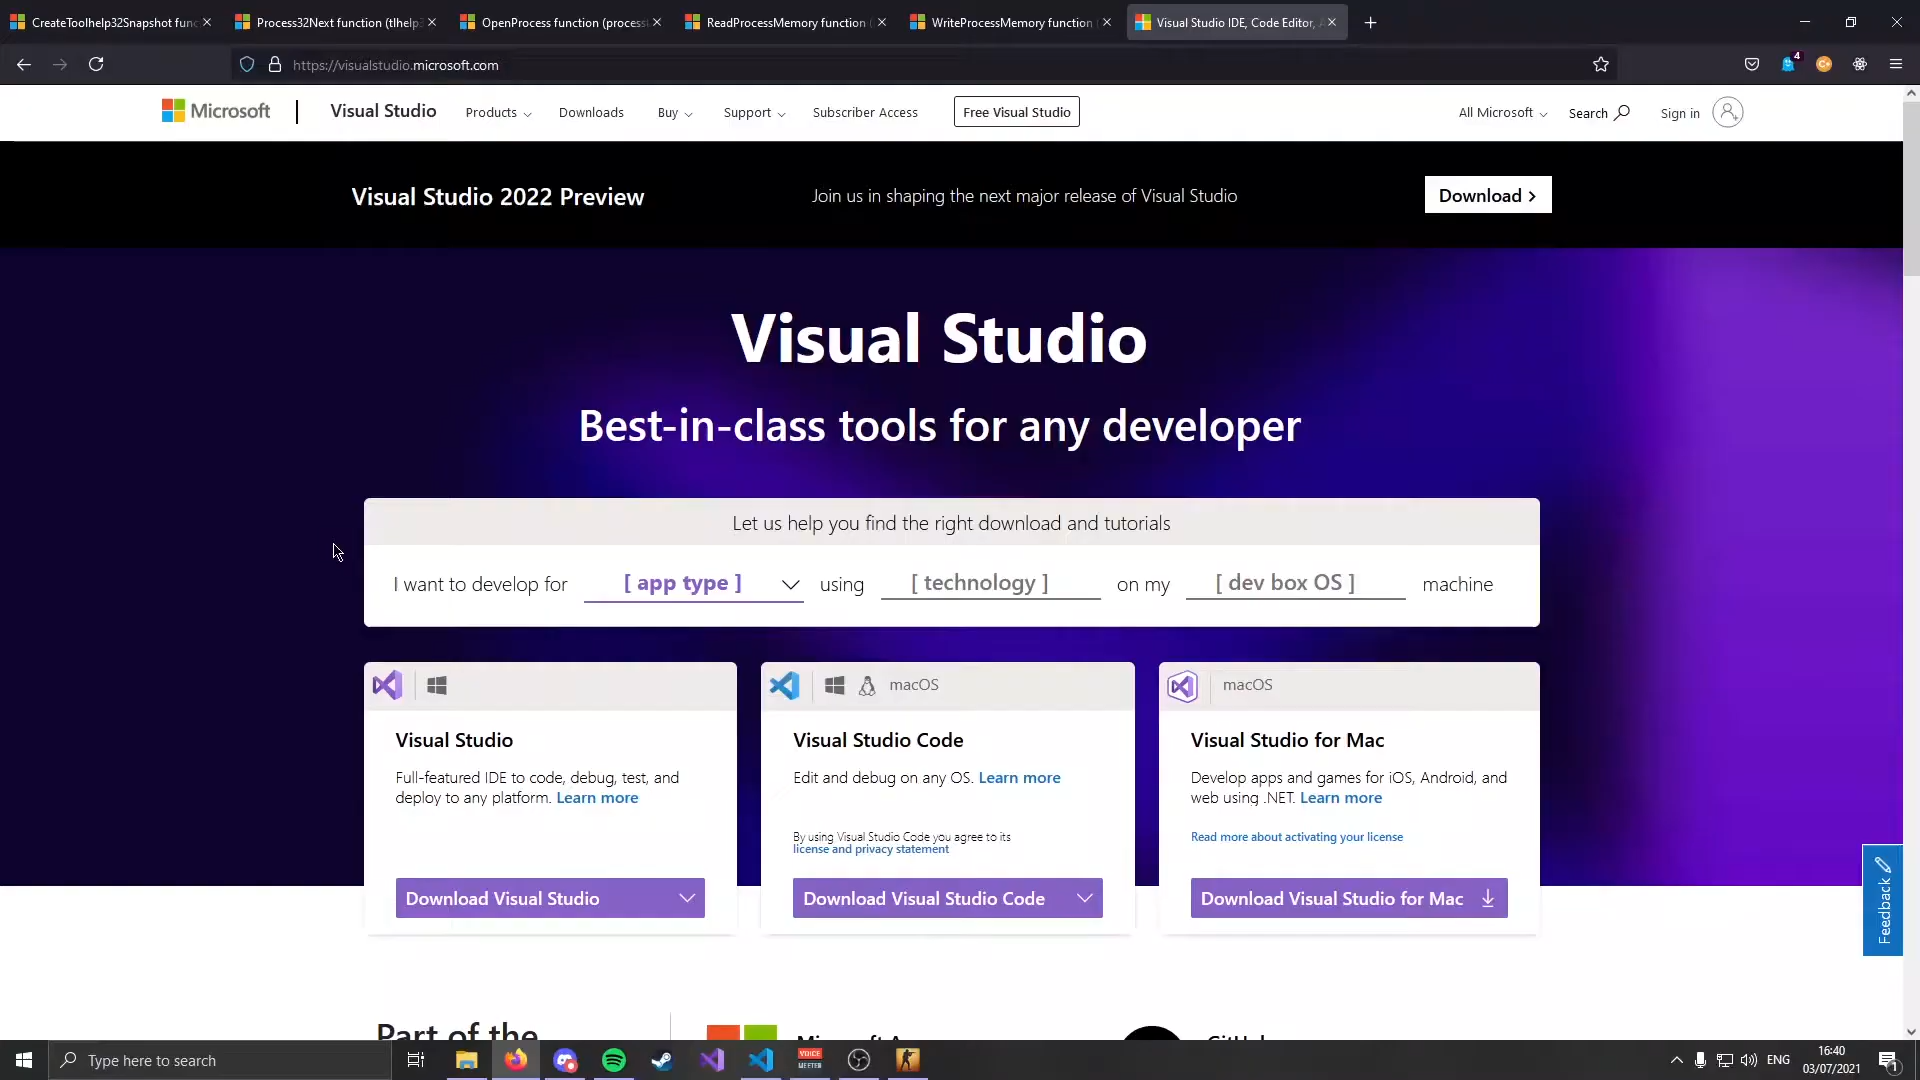 CreateToolhelp32Snapshot func
Process32Next function (tlhelp3
OpenProcess function (process
ReadProcessMemory function (
WriteProcessMemory function (
Visual Studio IDE, Code Editor, A
https://visualstudio.microsoft.com
4
Microsoft
Visual Studio
Products
Downloads
Buy
Support
Subscriber Access
Free Visual Studio
All Microsoft
Search
Sign in
Visual Studio 2022 Preview
Join us in shaping the next major release of Visual Studio
Download
Visual Studio
Best-in-class tools for any developer
Let us help you find the right download and tutorials
I want to develop for [ app type ] using [ technology ] on my [ dev box OS ] machine
macOS
macOS
Visual Studio
Full-featured IDE to code, debug, test, and
deploy to any platform. Learn more
Download Visual Studio
Visual Studio Code
Edit and debug on any OS. Learn more
By using Visual Studio Code you agree to its
license and privacy statement
Download Visual Studio Code
Visual Studio for Mac
Develop apps and games for iOS, Android, and
web using .NET. Learn more
Read more about activating your license
Download Visual Studio for Mac
Feedback
Part of the
Microsoft A
GitHub
Type here to search
VOICE
MEETER
ENG
16:40
03/07/2021
1